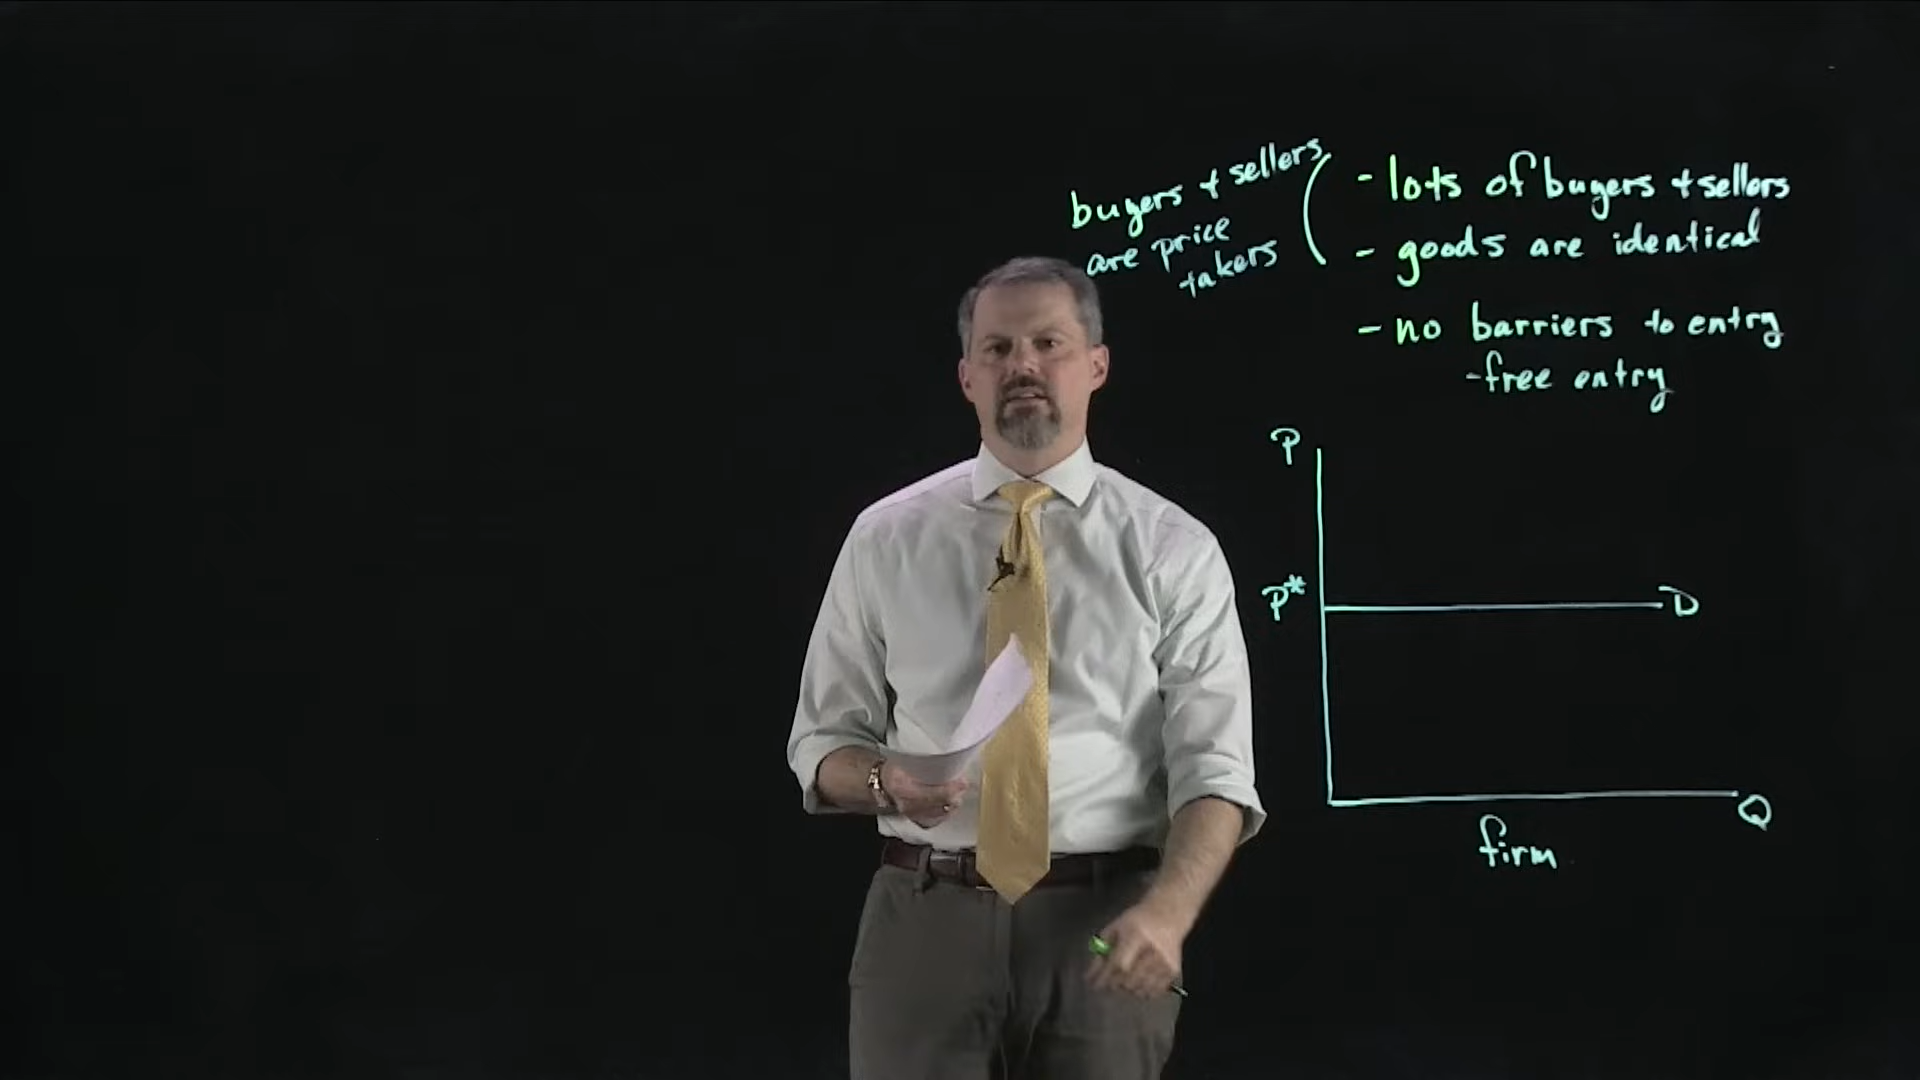 buyers + sellers
are price
takers
- lots of buyers + sellers
- goods are identical
- no barriers to entry
- free entry
P
P*
D
Q
firm